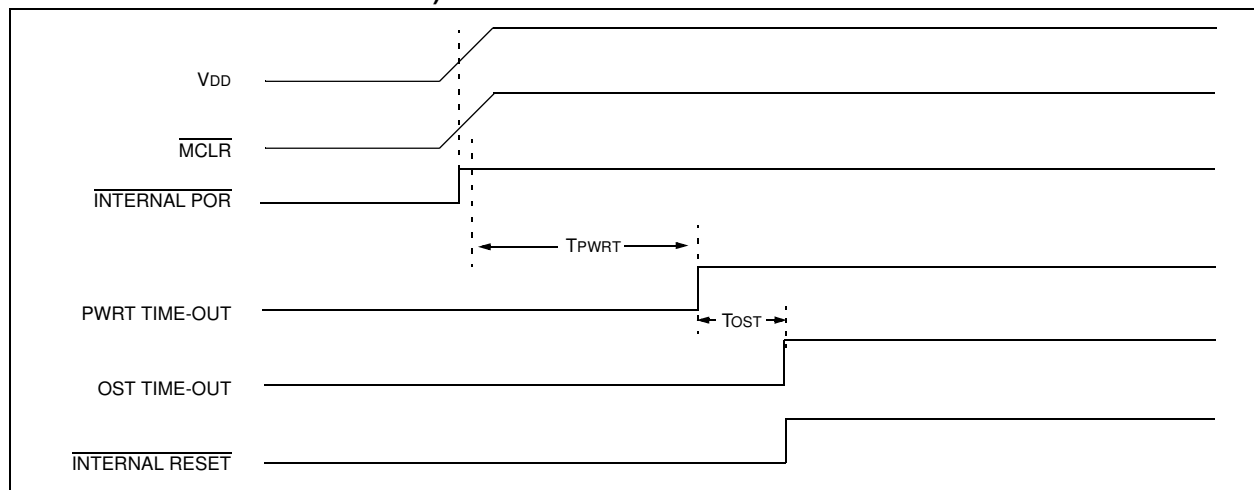 VDD
MCLR
INTERNAL POR
TPWRT
PWRT TIME-OUT
TOST
OST TIME-OUT
INTERNAL RESET